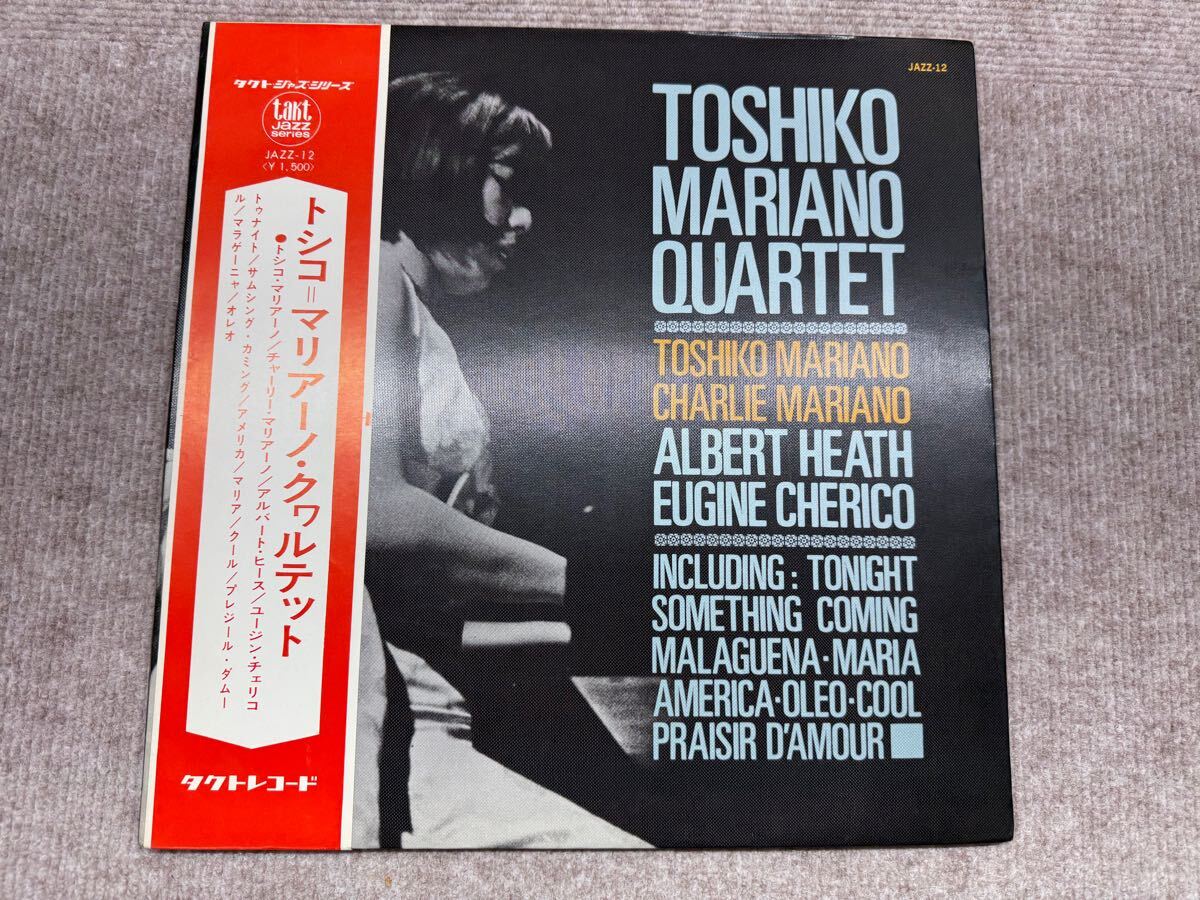 タクトジャズシリーズ
takt
jazz
series
JAZZ-12
〈￥1,500〉
トシコ=マリアーノ・クヮルテット
●トシコ・マリアーノ/チャーリー・マリアーノ/アルバート・ヒース/ユージン・チェリコ
トゥナイト/サムシング・カミング/アメリカ/マリア/クール/プレジール・ダムー
ル/マラゲーニャ/オレオ
タクトレコード
JAZZ-12
TOSHIKO
MARIANO
QUARTET
TOSHIKO MARIANO
CHARLIE MARIANO
ALBERT HEATH
EUGINE CHERICO
INCLUDING: TONIGHT
SOMETHING COMING
MALAGUENA·MARIA
AMERICA·OLEO·COOL
PRAISIR D'AMOUR